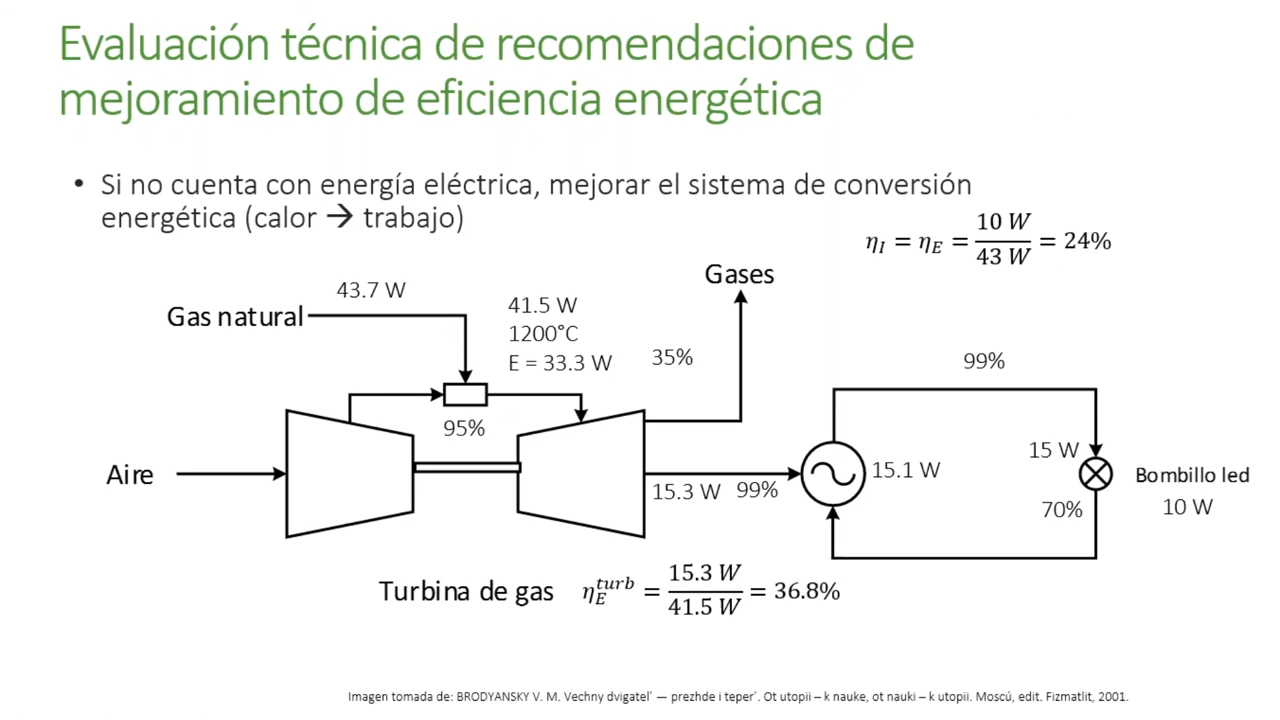 Evaluación técnica de recomendaciones de
mejoramiento de eficiencia energética
• Si no cuenta con energía eléctrica, mejorar el sistema de conversión
energética (calor → trabajo)
η_I = η_E = 10 W / 43 W = 24%
Gases
43.7 W
Gas natural
41.5 W
1200°C
E = 33.3 W
35%
99%
95%
Aire
15.3 W 99%
15.1 W
15 W
70%
Bombillo led
10 W
Turbina de gas η_E^turb = 15.3 W / 41.5 W = 36.8%
Imagen tomada de: BRODYANSKY V. M. Vechny dvigatel’ — prezhde i teper’. Ot utopii – k nauke, ot nauki – k utopii. Moscú, edit. Fizmatlit, 2001.